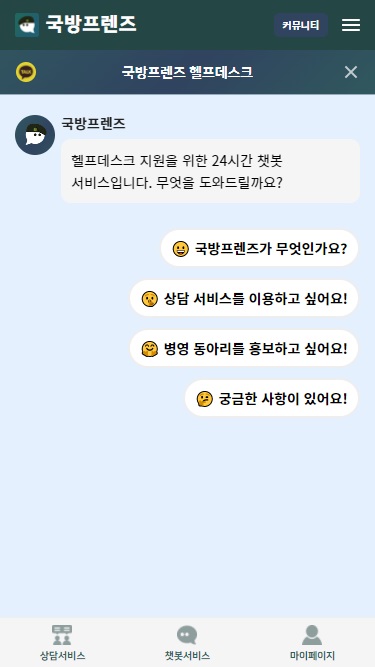 국방프렌즈
커뮤니티
국방프렌즈 헬프데스크
국방프렌즈
헬프데스크 지원을 위한 24시간 챗봇
서비스입니다. 무엇을 도와드릴까요?
국방프렌즈가 무엇인가요?
상담 서비스를 이용하고 싶어요!
병영 동아리를 홍보하고 싶어요!
궁금한 사항이 있어요!
상담서비스
챗봇서비스
마이페이지